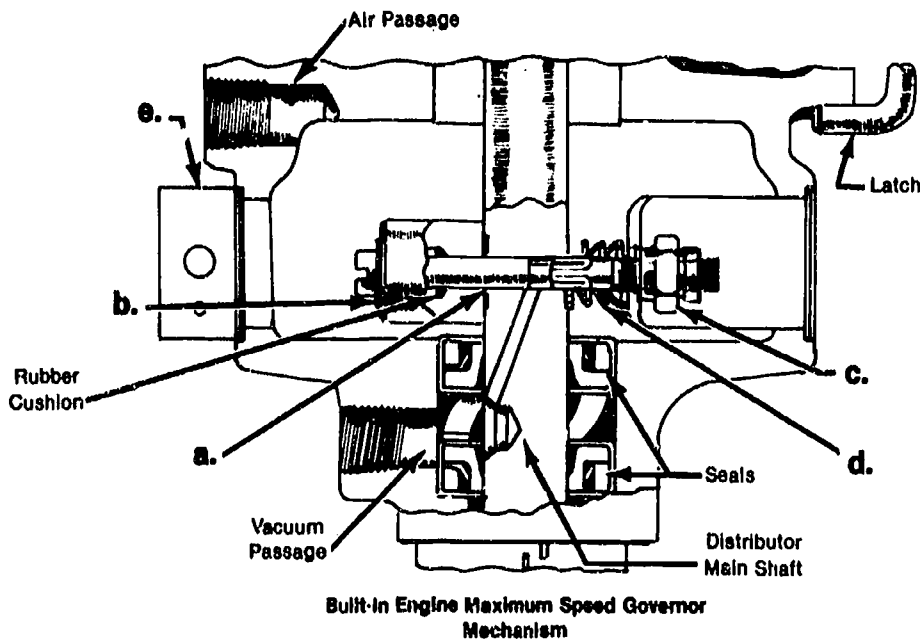 Air Passage
e.
Latch
b.
Rubber
Cushion
c.
a.
d.
Seals
Vacuum
Passage
Distributor
Main Shaft
Built-in Engine Maximum Speed Governor
Mechanism